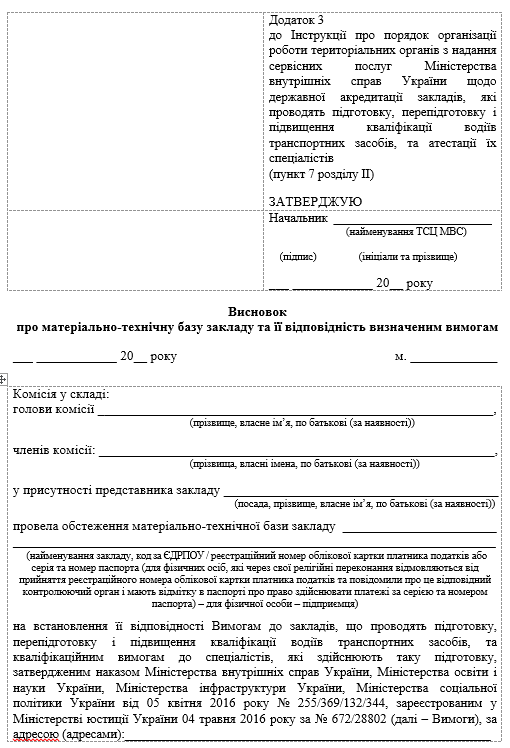 Додаток 3
до Інструкції про порядок організації
роботи територіальних органів з надання
сервісних послуг Міністерства
внутрішніх справ України щодо
державної акредитації закладів, які
проводять підготовку, перепідготовку і
підвищення кваліфікації водіїв
транспортних засобів, та атестації їх
спеціалістів
(пункт 7 розділу II)
ЗАТВЕРДЖУЮ
Начальник ________________________
(найменування ТСЦ МВС)
(підпис) (ініціали та прізвище)
___ _____________ 20__ року
Висновок
про матеріально-технічну базу закладу та її відповідність визначеним вимогам
___ _____________ 20__ року м. ______________
Комісія у складі:
голови комісії ________________________________________________,
(прізвище, власне ім’я, по батькові (за наявності))
членів комісії: ________________________________________________,
(прізвища, власні імена, по батькові (за наявності))
у присутності представника закладу ________________________________
(посада, прізвище, власне ім’я, по батькові (за наявності))
провела обстеження матеріально-технічної бази закладу ________________
______________________________________________________________
(найменування закладу, код за ЄДРПОУ / реєстраційний номер облікової картки платника податків або
серія та номер паспорта (для фізичних осіб, які через свої релігійні переконання відмовляються від
прийняття реєстраційного номера облікової картки платника податків та повідомили про це відповідний
контролюючий орган і мають відмітку в паспорті про право здійснювати платежі за серією та номером
паспорта) – для фізичної особи – підприємця)
на встановлення її відповідності Вимогам до закладів, що проводять підготовку,
перепідготовку і підвищення кваліфікації водіїв транспортних засобів, та
кваліфікаційним вимогам до спеціалістів, які здійснюють таку підготовку,
затвердженим наказом Міністерства внутрішніх справ України, Міністерства освіти і
науки України, Міністерства інфраструктури України, Міністерства соціальної
політики України від 05 квітня 2016 року № 255/369/132/344, зареєстрованим у
Міністерстві юстиції України 04 травня 2016 року за № 672/28802 (далі – Вимоги), за
адресою (адресами):____________________________________________